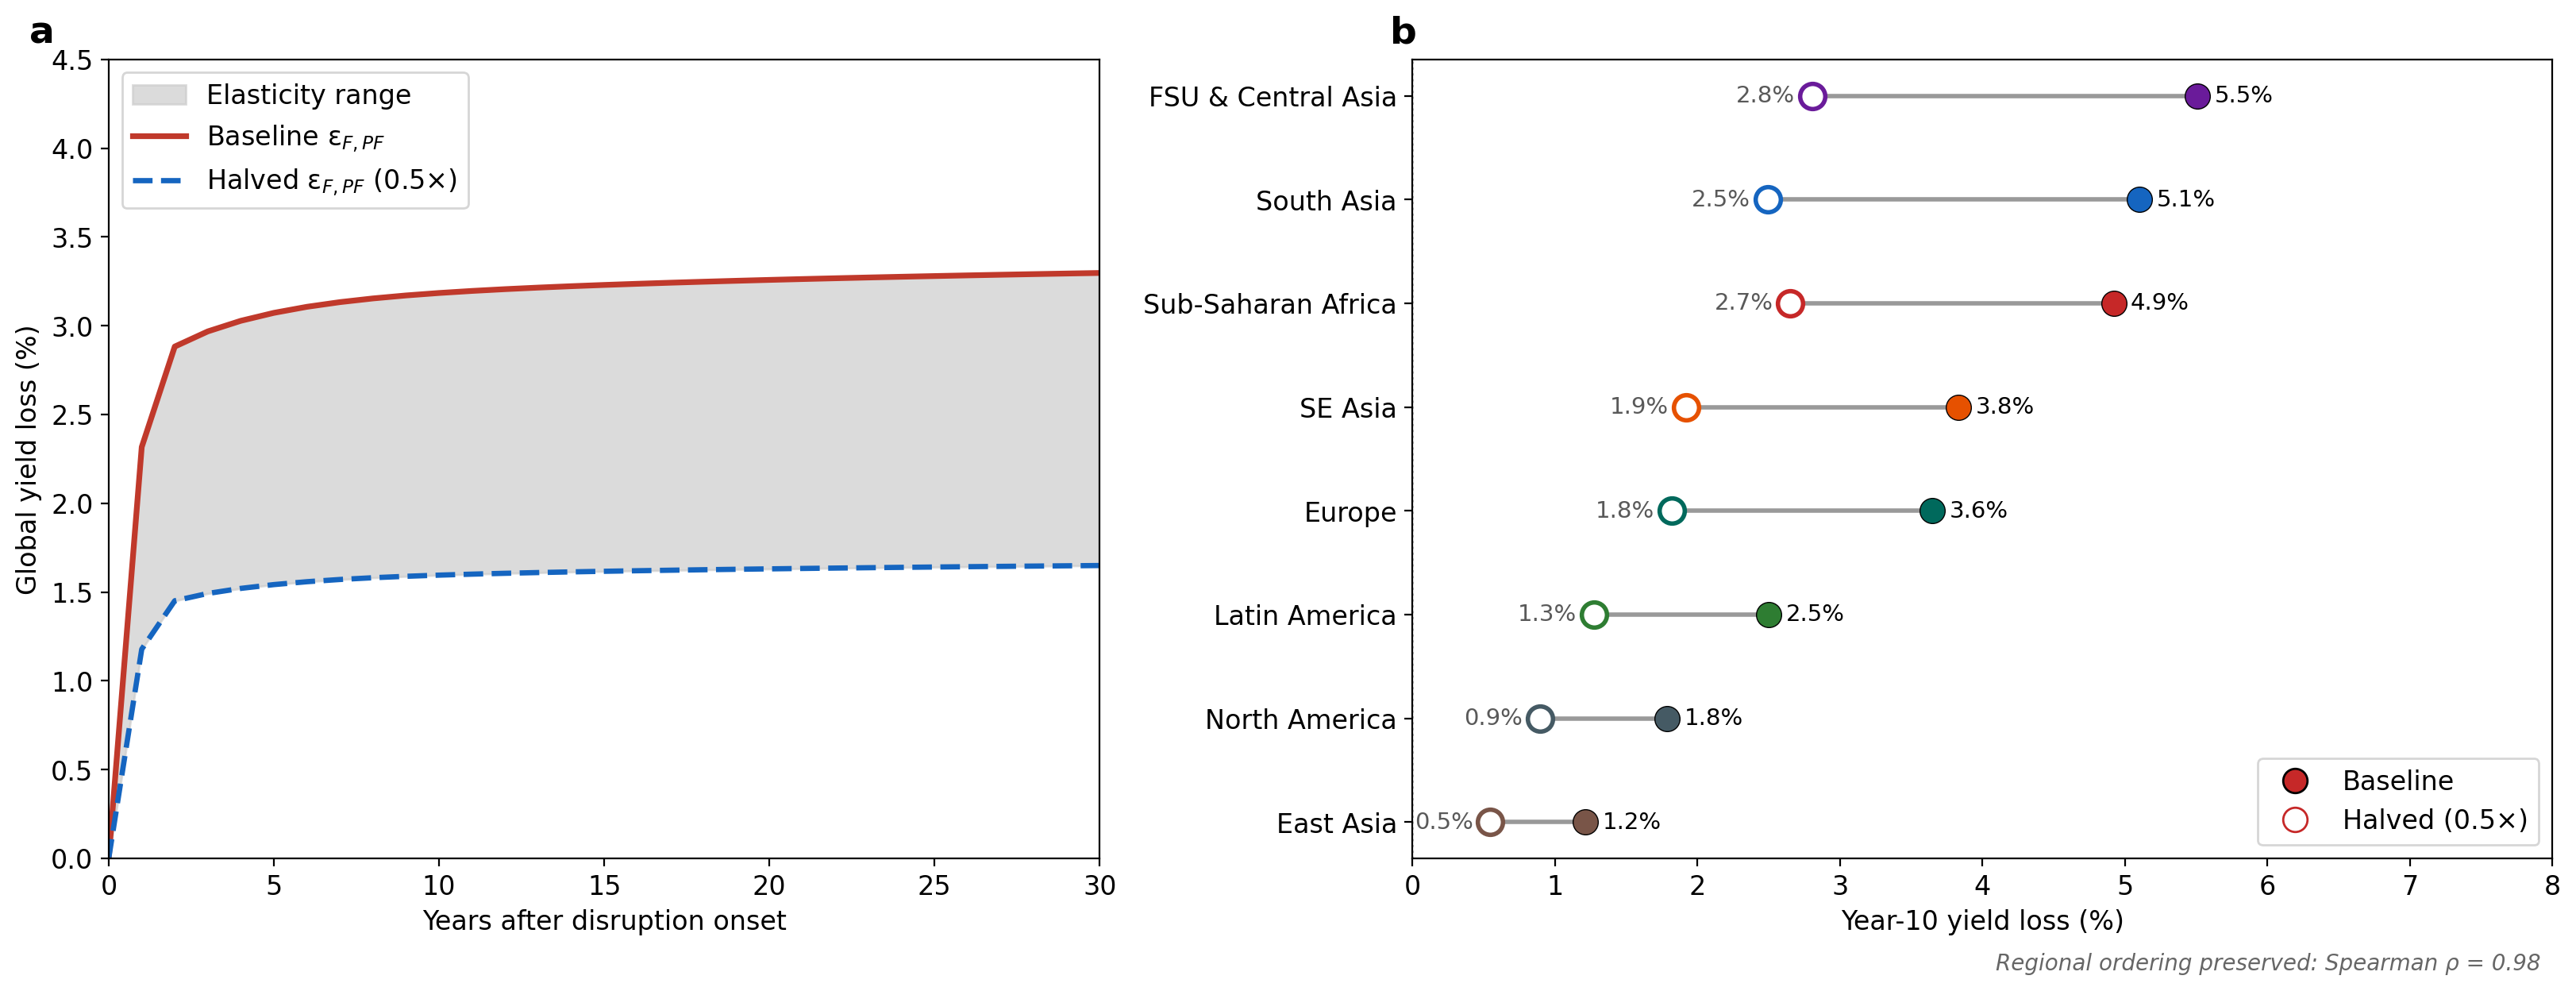 a
4.5
4.0
3.5
3.0
2.5
2.0
1.5
1.0
0.5
0.0
Global yield loss (%)
Elasticity range
Baseline ε_{F, PF}
Halved ε_{F, PF} (0.5×)
0 5 10 15 20 25 30
Years after disruption onset
b
FSU & Central Asia 2.8% 5.5%
South Asia 2.5% 5.1%
Sub-Saharan Africa 2.7% 4.9%
SE Asia 1.9% 3.8%
Europe 1.8% 3.6%
Latin America 1.3% 2.5%
North America 0.9% 1.8%
East Asia 0.5% 1.2%
Baseline
Halved (0.5×)
0 1 2 3 4 5 6 7 8
Year-10 yield loss (%)
Regional ordering preserved: Spearman ρ = 0.98